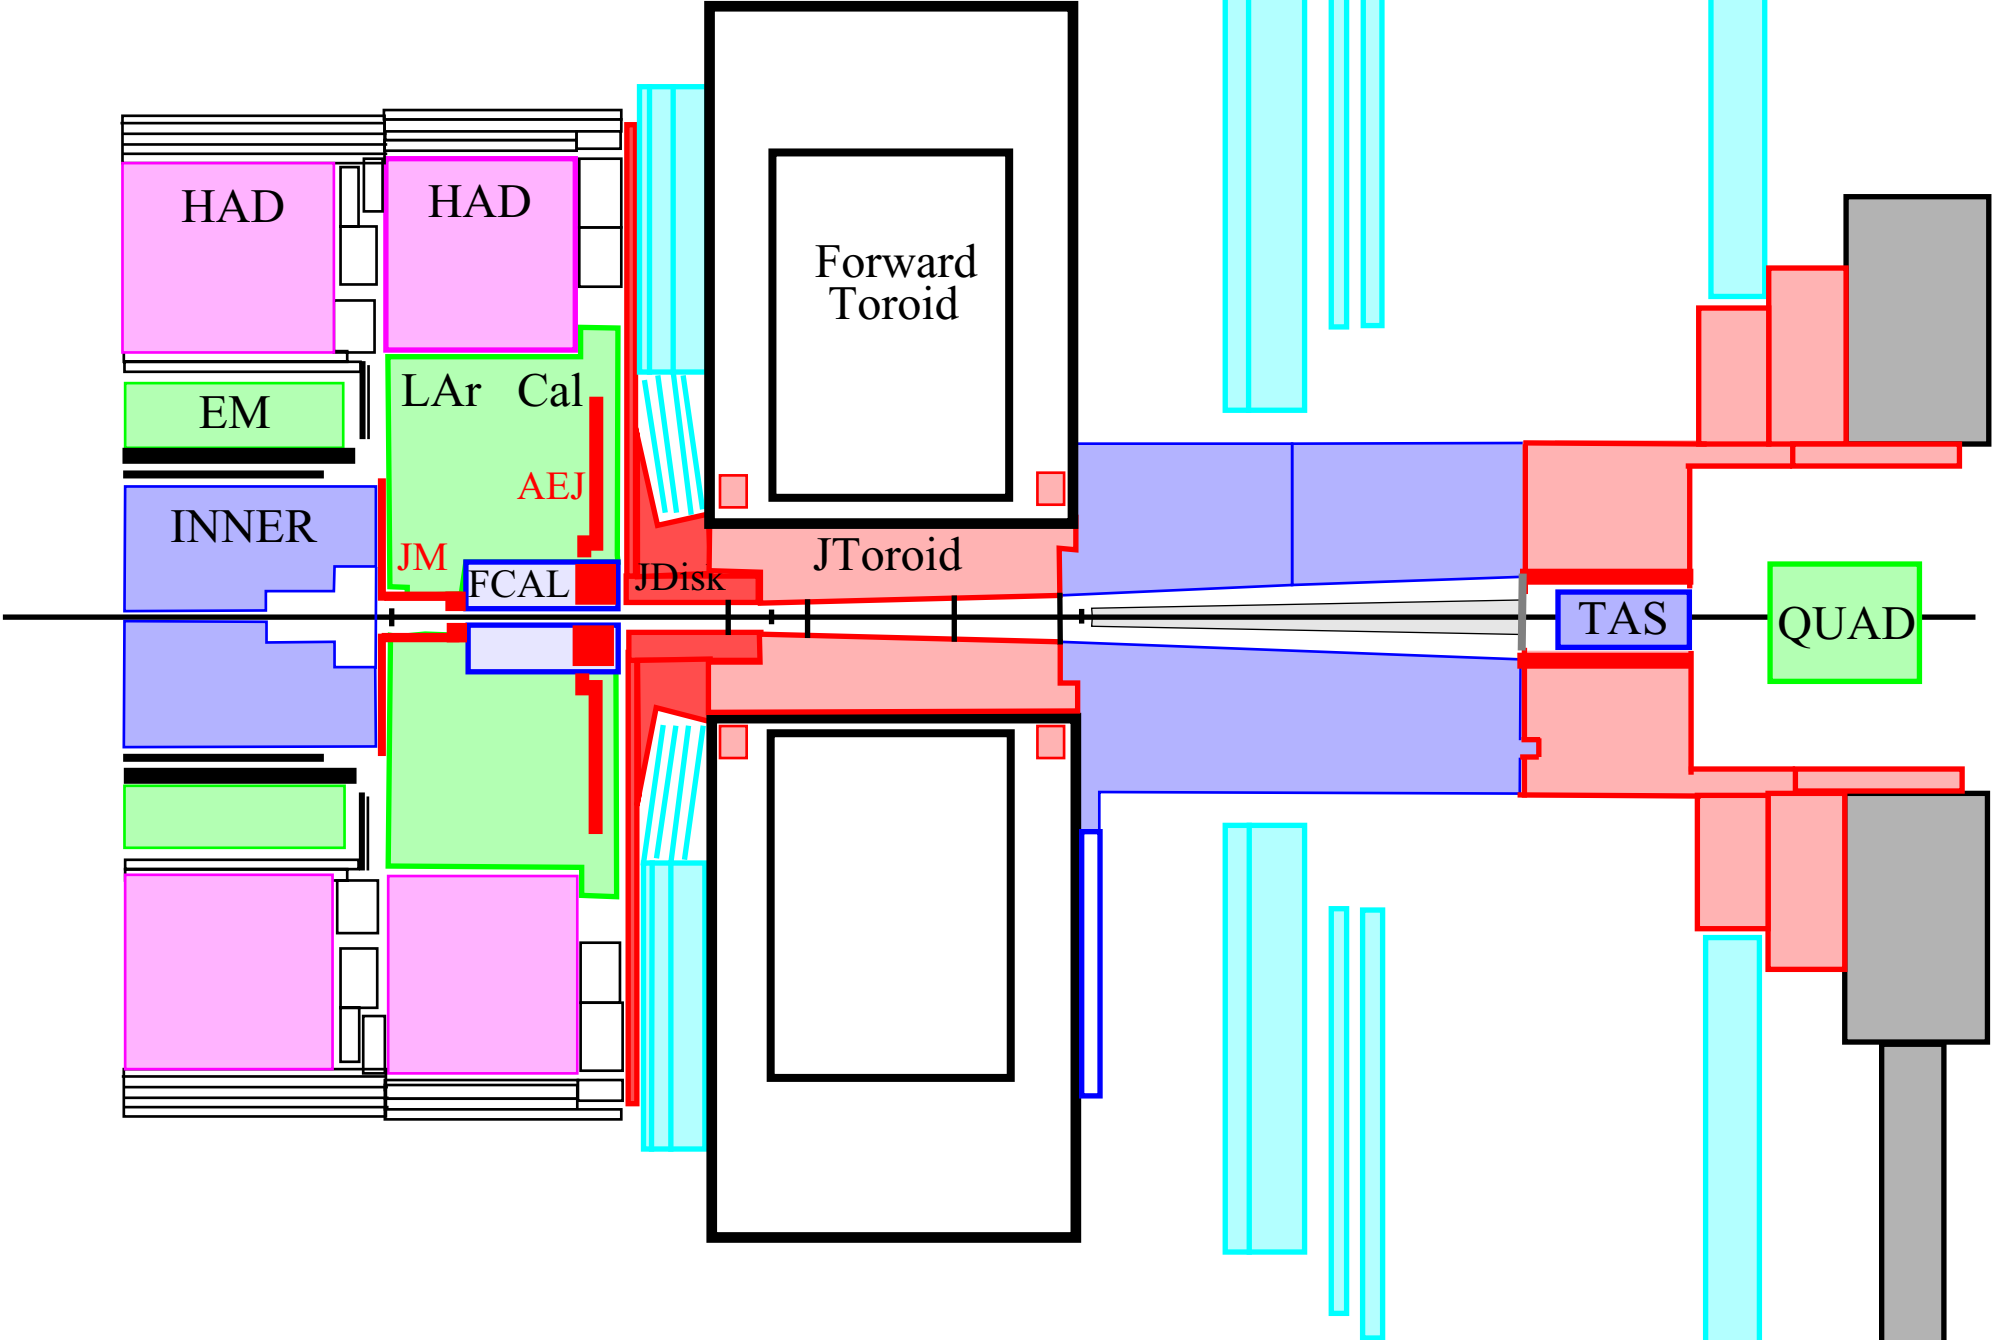 HAD
HAD
Forward
Toroid
LAr Cal
EM
AEJ
INNER
JM
FCAL
JDisk
JToroid
TAS
QUAD